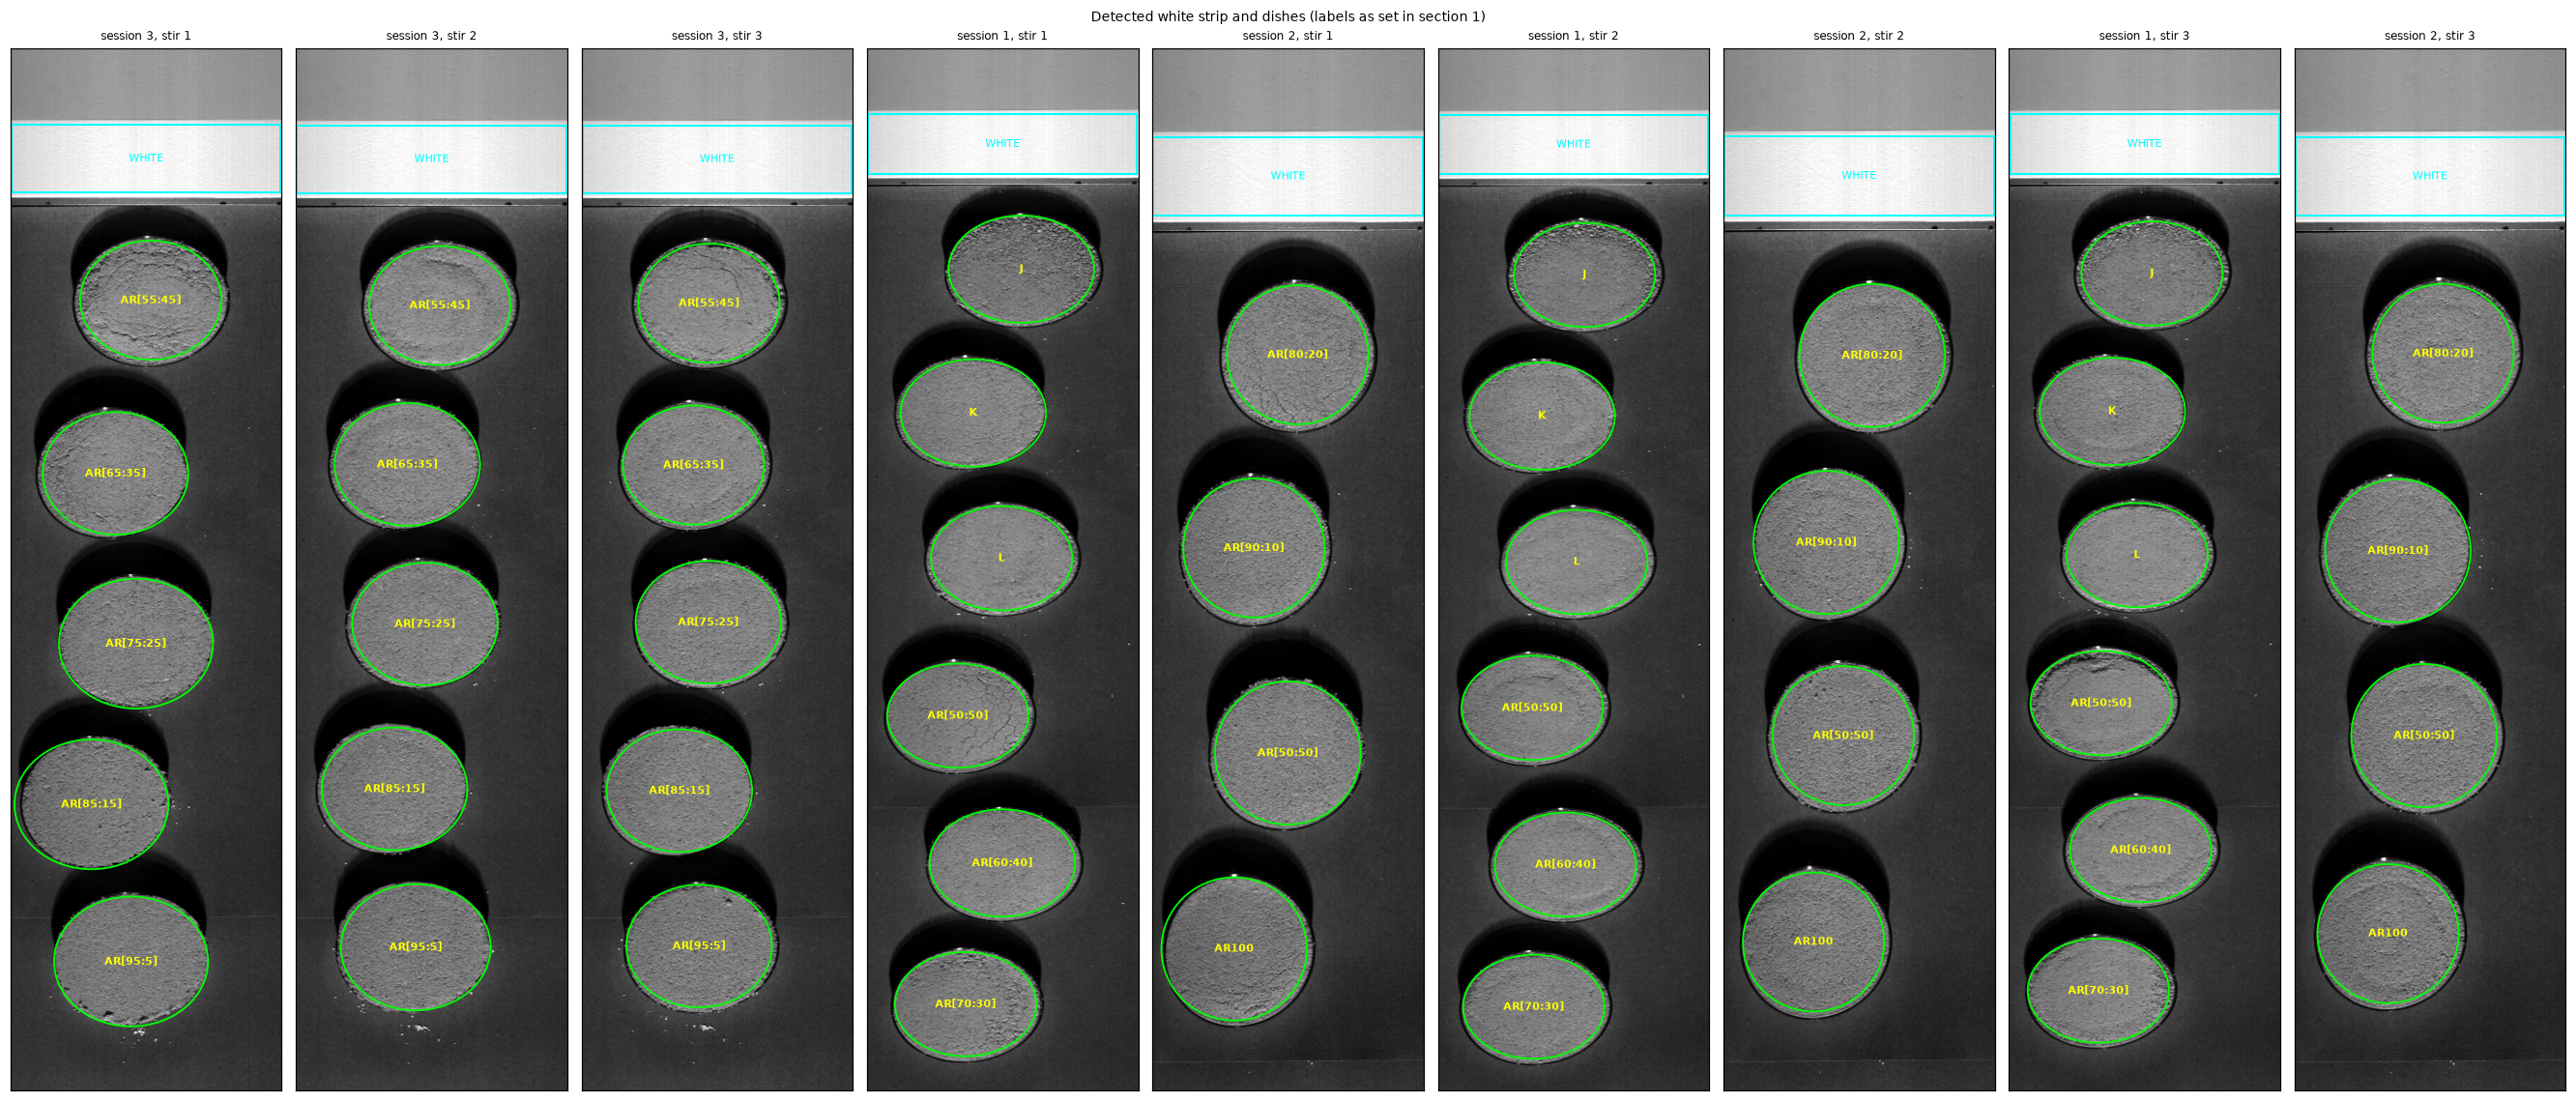 Detected white strip and dishes (labels as set in section 1)
session 3, stir 1
WHITE
AR[55:45]
AR[65:35]
AR[75:25]
AR[85:15]
AR[95:5]
session 3, stir 2
WHITE
AR[55:45]
AR[65:35]
AR[75:25]
AR[85:15]
AR[95:5]
session 3, stir 3
WHITE
AR[55:45]
AR[65:35]
AR[75:25]
AR[85:15]
AR[95:5]
session 1, stir 1
WHITE
J
K
L
AR[50:50]
AR[60:40]
AR[70:30]
session 2, stir 1
WHITE
AR[80:20]
AR[90:10]
AR[50:50]
AR100
session 1, stir 2
WHITE
J
K
L
AR[50:50]
AR[60:40]
AR[70:30]
session 2, stir 2
WHITE
AR[80:20]
AR[90:10]
AR[50:50]
AR100
session 1, stir 3
WHITE
J
K
L
AR[50:50]
AR[60:40]
AR[70:30]
session 2, stir 3
WHITE
AR[80:20]
AR[90:10]
AR[50:50]
AR100